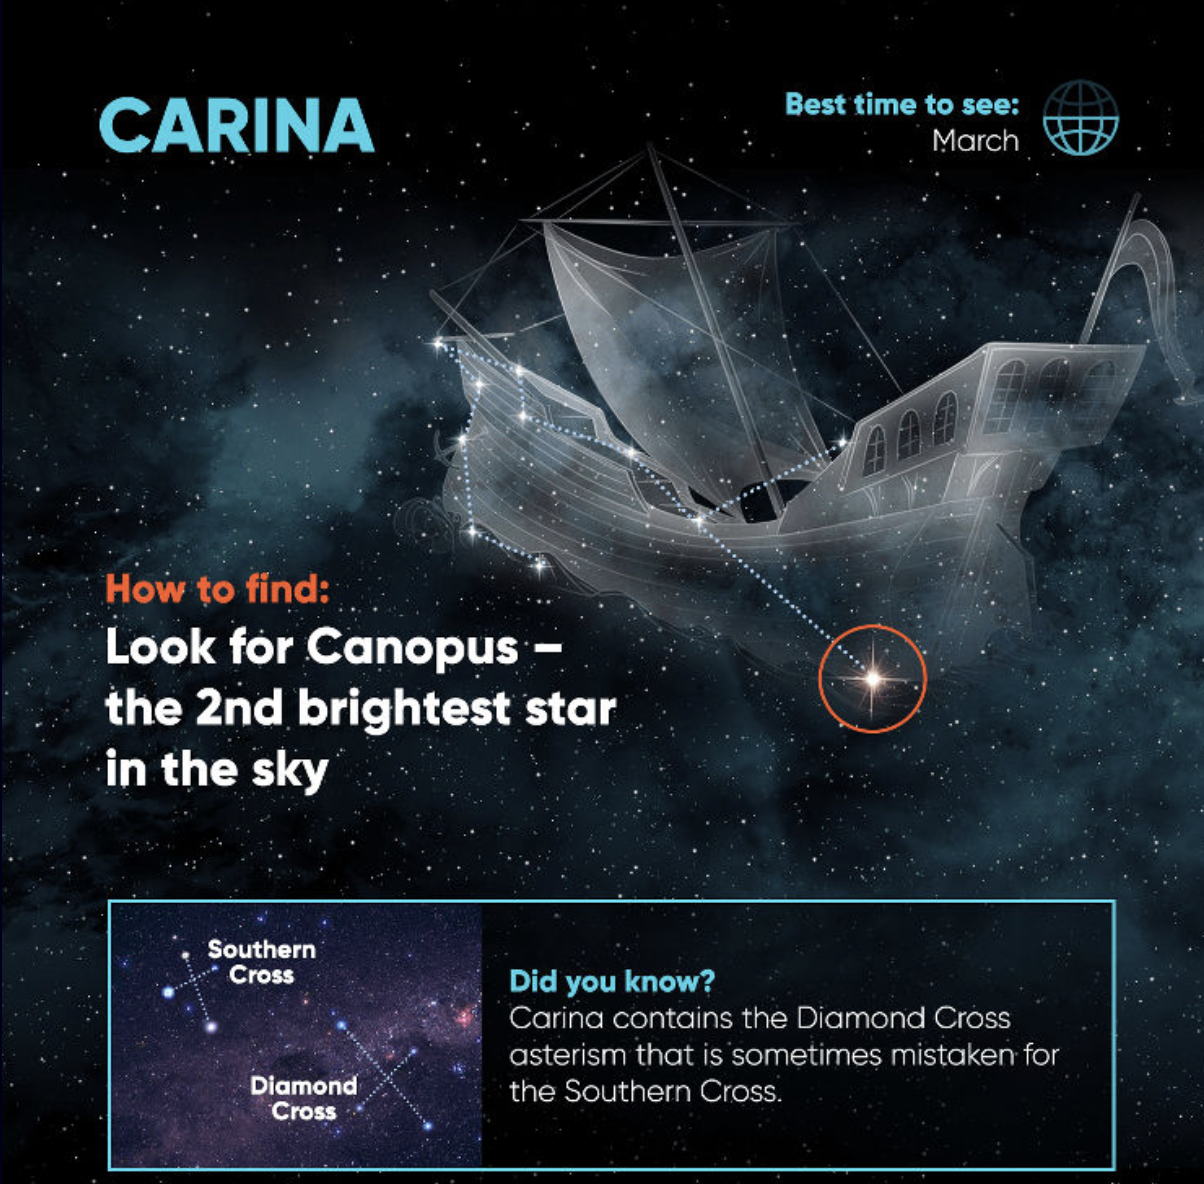 CARINA
Best time to see:
March
How to find:
Look for Canopus –
the 2nd brightest star
in the sky
Southern
Cross
Diamond
Cross
Did you know?
Carina contains the Diamond Cross
asterism that is sometimes mistaken for
the Southern Cross.